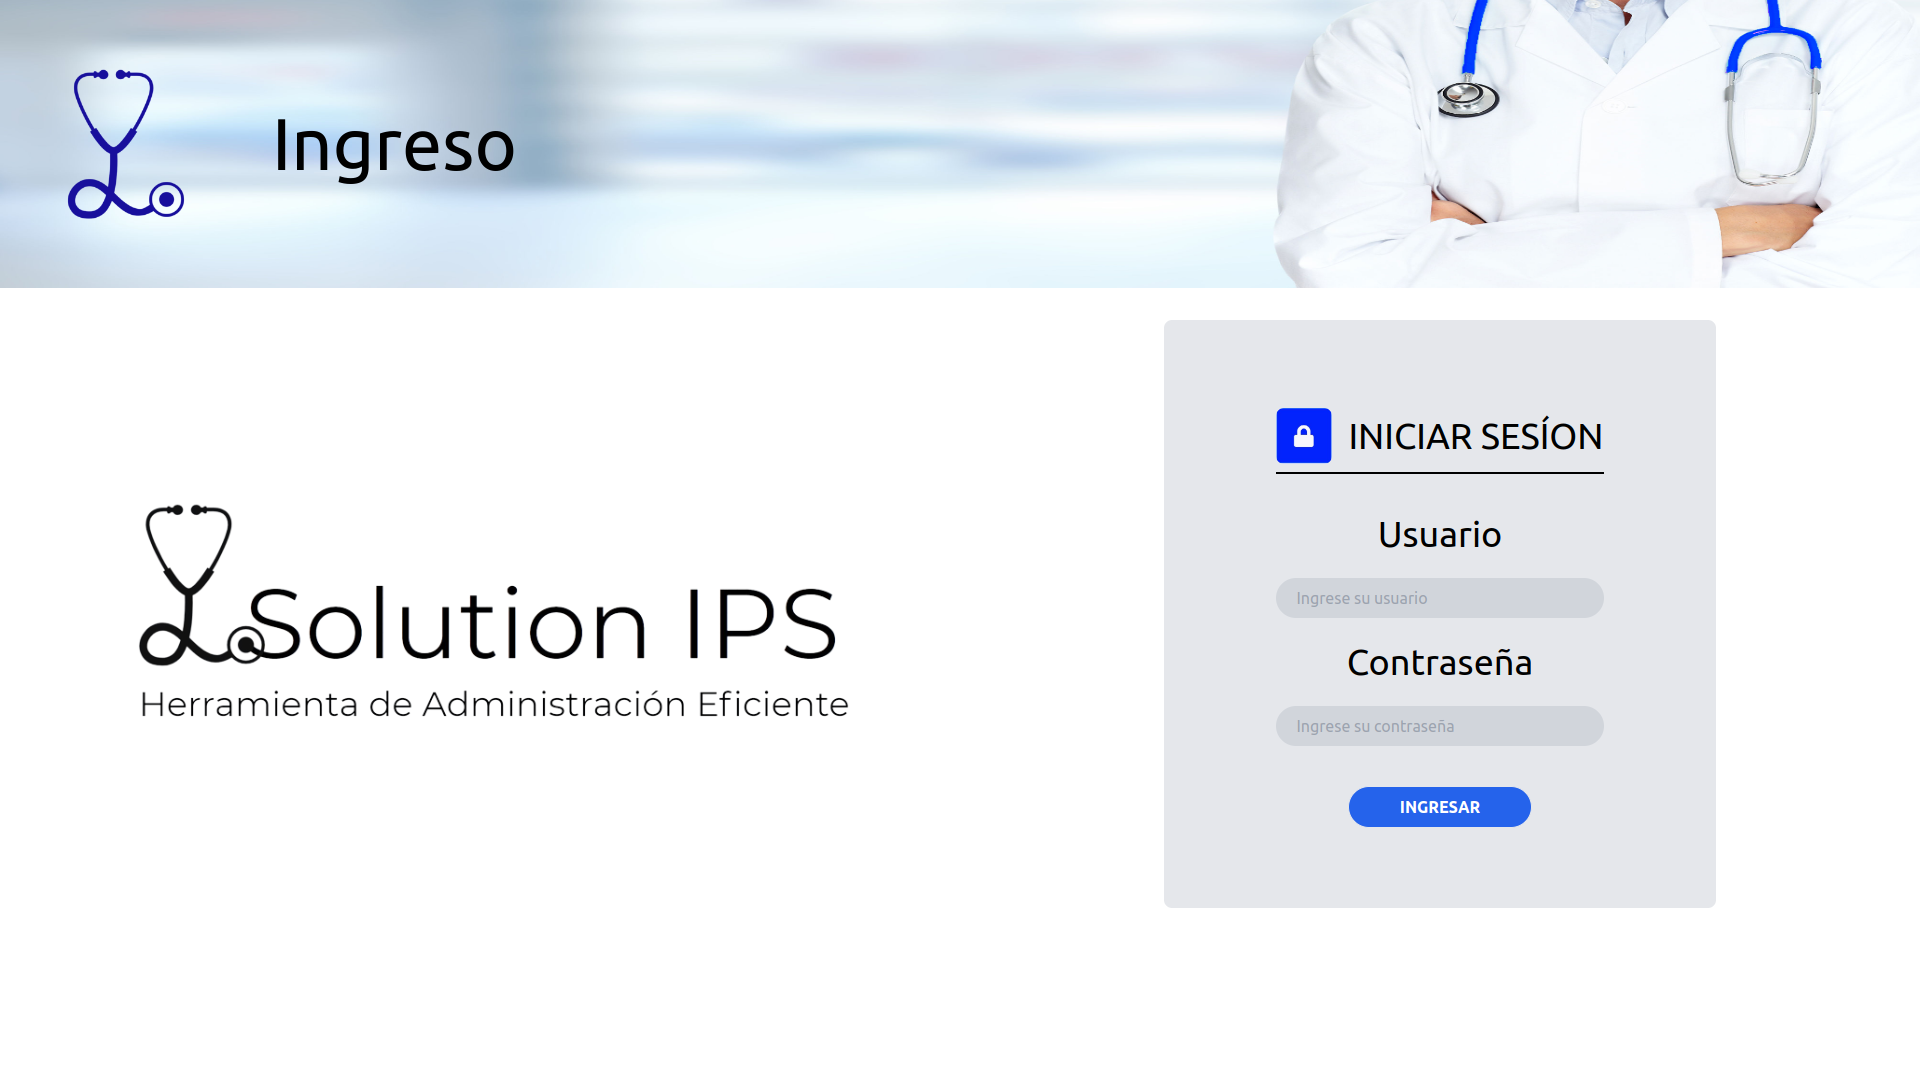 Ingreso
Solution IPS
Herramienta de Administración Eficiente
INICIAR SESÍON
Usuario
Ingrese su usuario
Contraseña
Ingrese su contraseña
INGRESAR